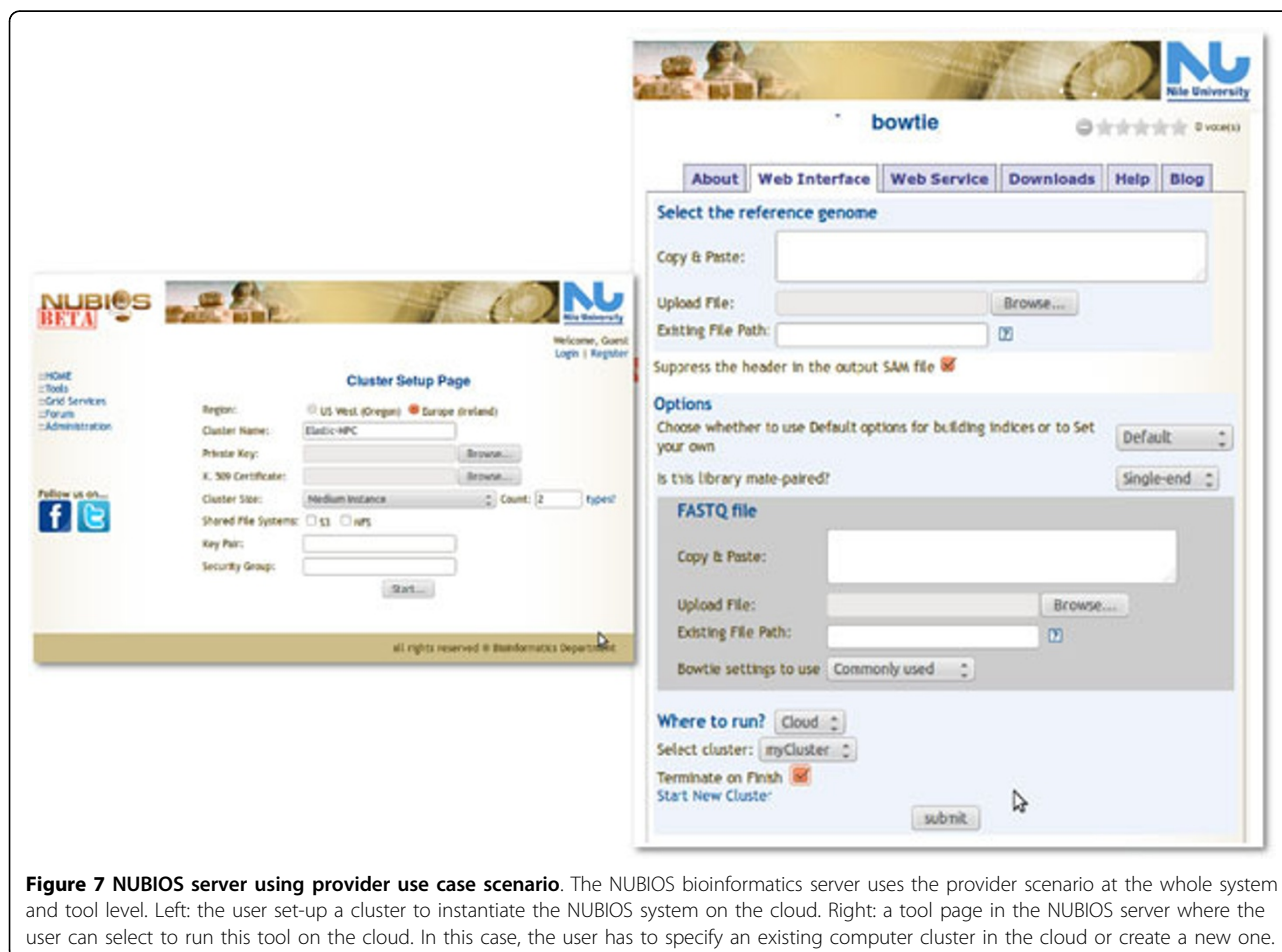 NUBIOS
BETA
NU
Nile University
Welcome, Guest
Login | Register
::HOME
::Tools
::Grid Services
::Forum
::Administration
Follow us on...
Cluster Setup Page
Region: US West (Oregon) Europe (Ireland)
Cluster Name: Elastic-HPC
Private Key: Browse...
X. 509 Certificate: Browse...
Cluster Size: Medium Instance Count: 2 types?
Shared File Systems: S3 NFS
Key Pair:
Security Group:
Start...
all rights reserved © Bioinformatics Department
NU
Nile University
bowtie
0 vote(s)
About Web Interface Web Service Downloads Help Blog
Select the reference genome
Copy & Paste:
Upload File: Browse...
Existing File Path: ?
Suppress the header in the output SAM file
Options
Choose whether to use Default options for building indices or to Set
your own Default
Is this library mate-paired? Single-end
FASTQ file
Copy & Paste:
Upload File: Browse...
Existing File Path: ?
Bowtie settings to use Commonly used
Where to run? Cloud
Select cluster: myCluster
Terminate on Finish
Start New Cluster
submit
Figure 7 NUBIOS server using provider use case scenario. The NUBIOS bioinformatics server uses the provider scenario at the whole system
and tool level. Left: the user set-up a cluster to instantiate the NUBIOS system on the cloud. Right: a tool page in the NUBIOS server where the
user can select to run this tool on the cloud. In this case, the user has to specify an existing computer cluster in the cloud or create a new one.